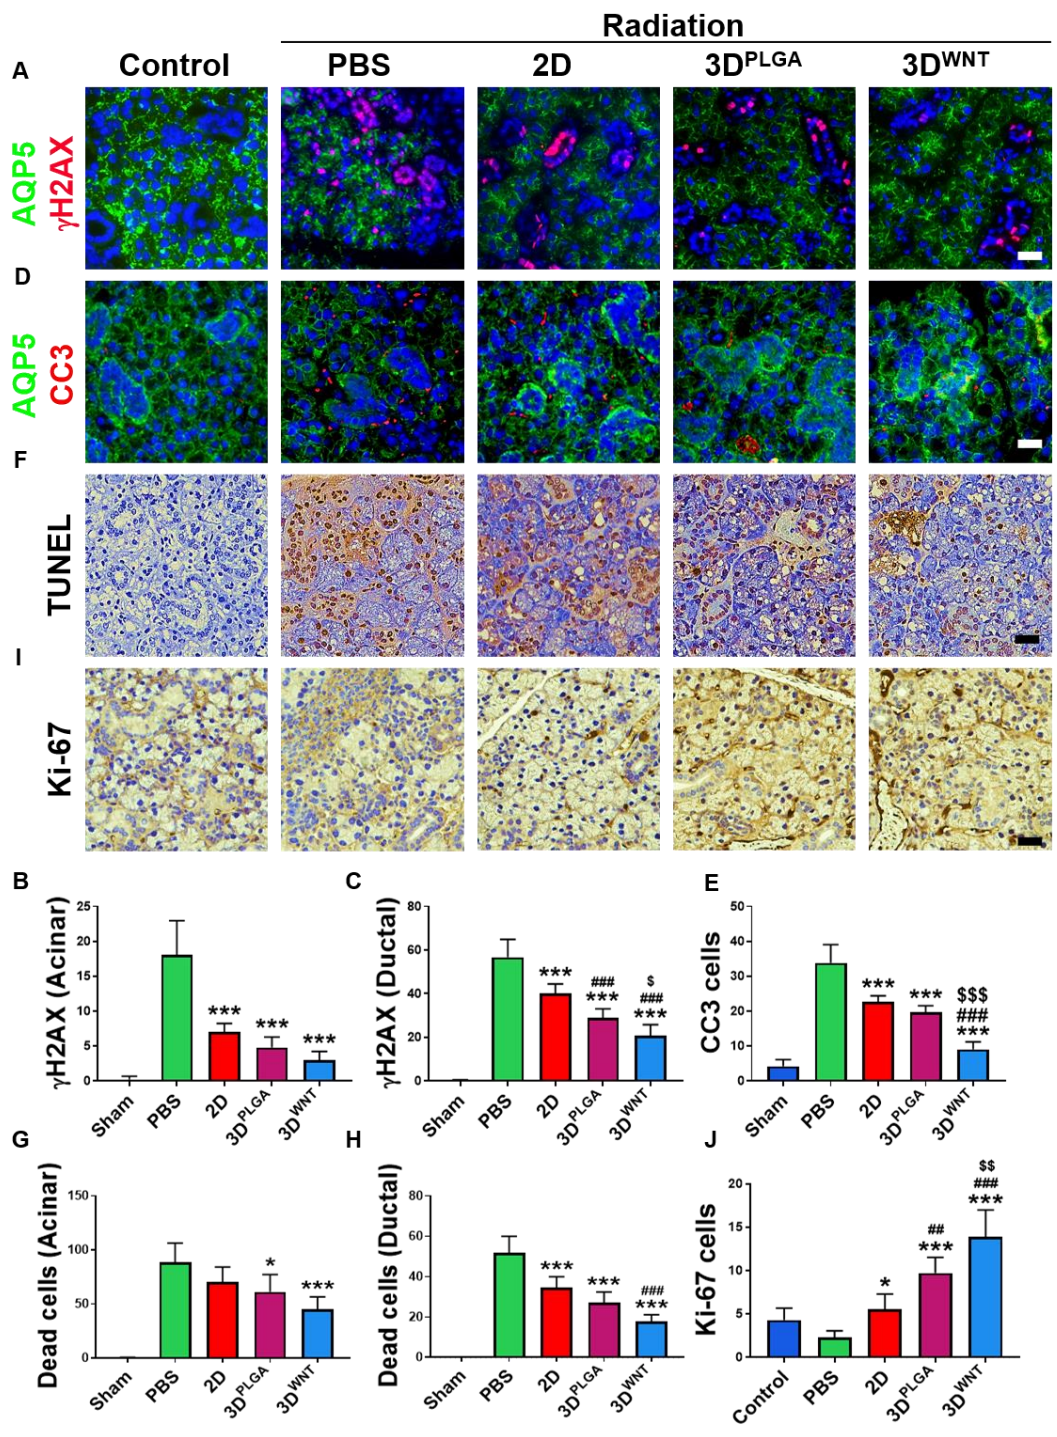 Radiation
Control PBS 2D 3DPLGA 3DWNT
A
AQP5
γH2AX
D
AQP5
CC3
F
TUNEL
I
Ki-67
B
γH2AX (Acinar)
25
20
15
10
5
0
***
***
***
Sham PBS 2D 3DPLGA 3DWNT
C
γH2AX (Ductal)
80
60
40
20
0
***
###
***
$
###
***
Sham PBS 2D 3DPLGA 3DWNT
E
CC3 cells
50
40
30
20
10
0
***
***
$$$
###
***
Sham PBS 2D 3DPLGA 3DWNT
G
Dead cells (Acinar)
150
100
50
0
*
***
Sham PBS 2D 3DPLGA 3DWNT
H
Dead cells (Ductal)
80
60
40
20
0
***
***
###
***
Sham PBS 2D 3DPLGA 3DWNT
J
Ki-67 cells
20
15
10
5
0
*
##
***
$$
###
***
Control PBS 2D 3DPLGA 3DWNT